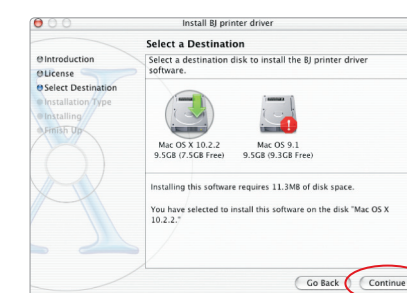 Install BJ printer driver
Select a Destination
Introduction
License
Select Destination
Installation Type
Installing
Finish Up
Select a destination disk to install the BJ printer driver
software.
Mac OS X 10.2.2
9.5GB (7.5GB Free)
Mac OS 9.1
9.5GB (9.3GB Free)
Installing this software requires 11.3MB of disk space.
You have selected to install this software on the disk "Mac OS X
10.2.2."
Go Back
Continue